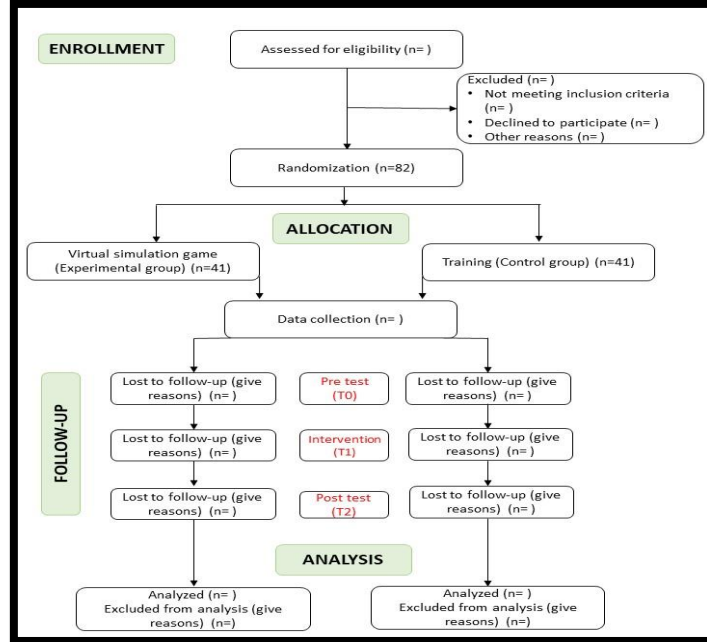 ENROLLMENT
Assessed for eligibility (n= )
Excluded (n= )
• Not meeting inclusion criteria
(n= )
• Declined to participate (n= )
• Other reasons (n= )
Randomization (n=82)
ALLOCATION
Virtual simulation game
(Experimental group) (n=41)
Training (Control group) (n=41)
Data collection (n= )
FOLLOW-UP
Lost to follow-up (give
reasons) (n= )
Pre test
(T0)
Lost to follow-up (give
reasons) (n= )
Lost to follow-up (give
reasons) (n= )
Intervention
(T1)
Lost to follow-up (give
reasons) (n= )
Lost to follow-up (give
reasons) (n= )
Post test
(T2)
Lost to follow-up (give
reasons) (n= )
ANALYSIS
Analyzed (n= )
Excluded from analysis (give
reasons) (n=)
Analyzed (n= )
Excluded from analysis (give
reasons) (n=)